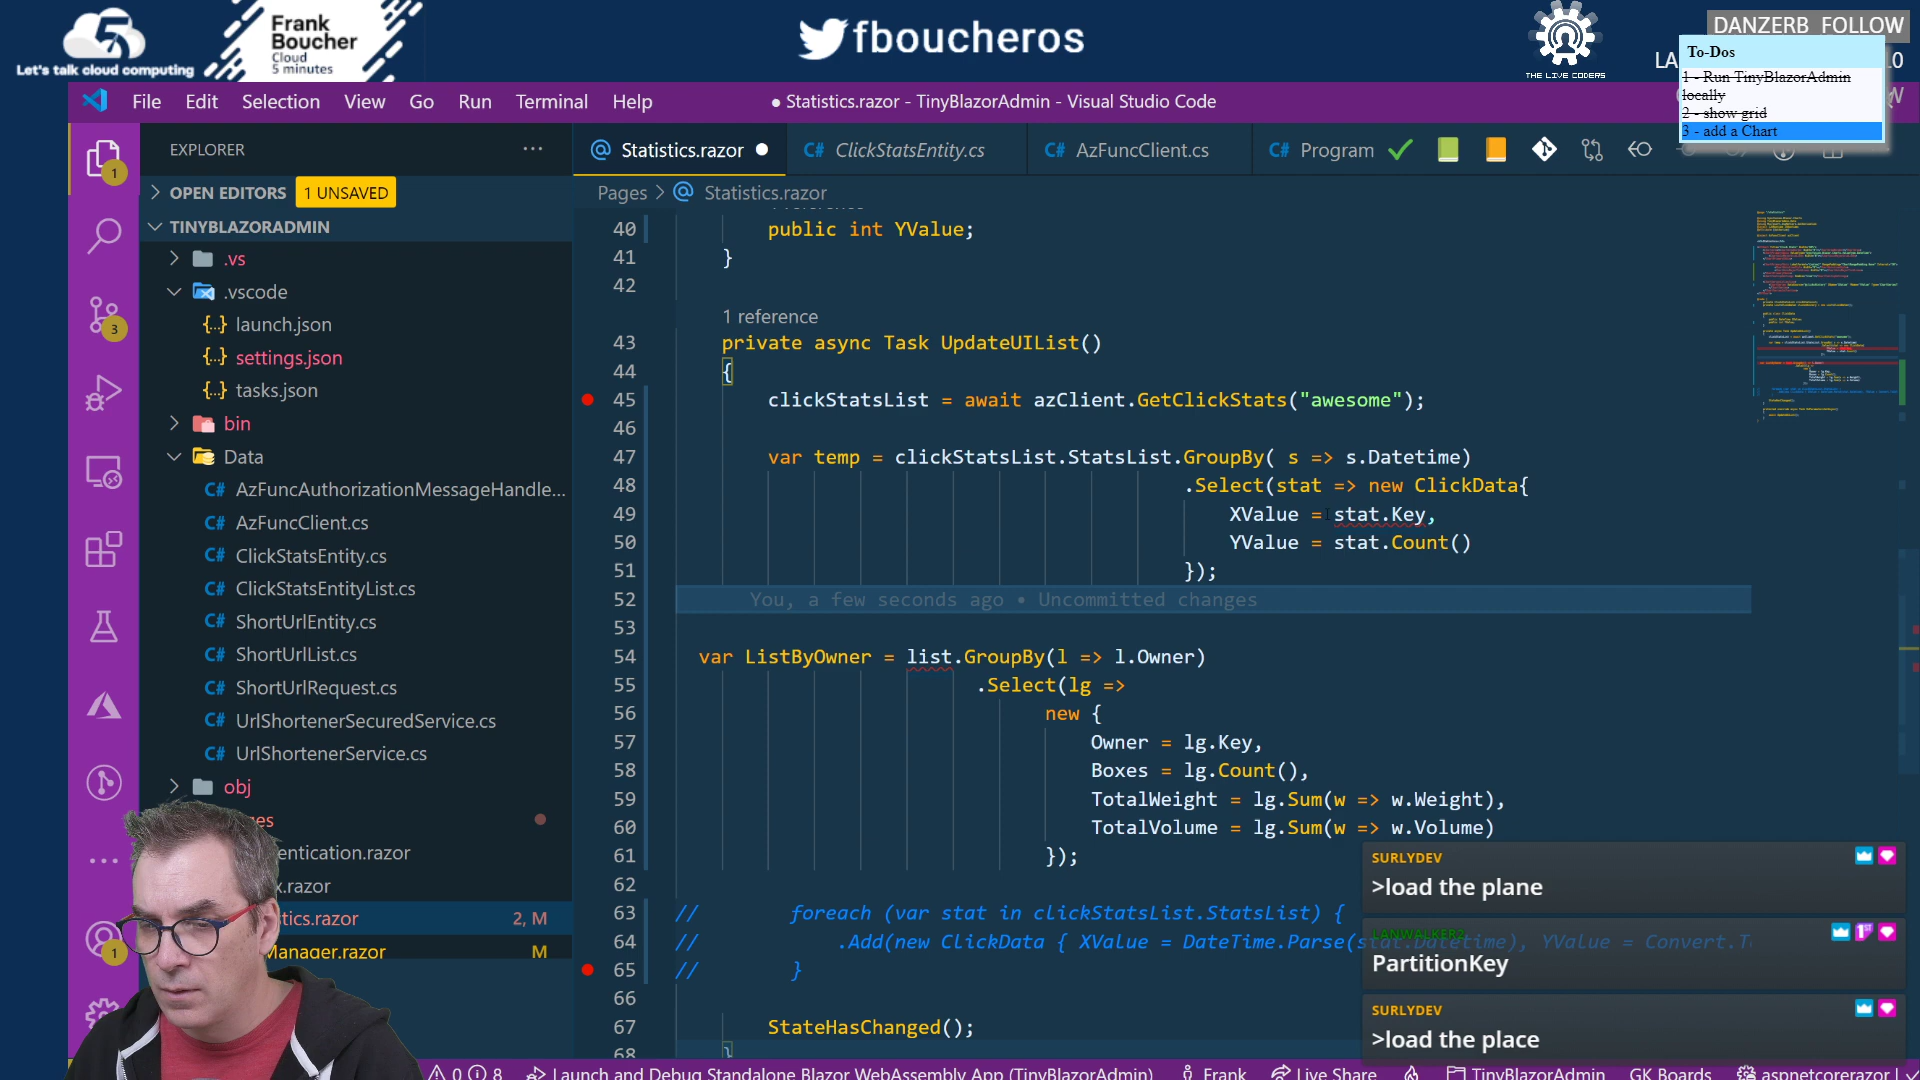 5
Let's talk cloud computing
Frank
Boucher
Cloud
5 minutes
fboucheros
THE LIVE CODERS
DANZERB FOLLOW
To-Dos
1 - Run TinyBlazorAdmin
locally
2 - show grid
3 - add a Chart
File Edit Selection View Go Run Terminal Help
● Statistics.razor - TinyBlazorAdmin - Visual Studio Code
EXPLORER
OPEN EDITORS 1 UNSAVED
TINYBLAZORADMIN
.vs
.vscode
launch.json
settings.json
tasks.json
bin
Data
C# AzFuncAuthorizationMessageHandle...
C# AzFuncClient.cs
C# ClickStatsEntity.cs
C# ClickStatsEntityList.cs
C# ShortUrlEntity.cs
C# ShortUrlList.cs
C# ShortUrlRequest.cs
C# UrlShortenerSecuredService.cs
C# UrlShortenerService.cs
obj
entication.razor
x.razor
tics.razor 2, M
Manager.razor M
1
3
1
@ Statistics.razor ●
C# ClickStatsEntity.cs
C# AzFuncClient.cs
C# Program
Pages > @ Statistics.razor
40 public int YValue;
41 }
42
1 reference
43 private async Task UpdateUIList()
44 {
45 clickStatsList = await azClient.GetClickStats("awesome");
46
47 var temp = clickStatsList.StatsList.GroupBy( s => s.Datetime)
48 .Select(stat => new ClickData{
49 XValue = stat.Key,
50 YValue = stat.Count()
51 });
52 You, a few seconds ago • Uncommitted changes
53
54 var ListByOwner = list.GroupBy(l => l.Owner)
55 .Select(lg =>
56 new {
57 Owner = lg.Key,
58 Boxes = lg.Count(),
59 TotalWeight = lg.Sum(w => w.Weight),
60 TotalVolume = lg.Sum(w => w.Volume)
61 });
62
63 // foreach (var stat in clickStatsList.StatsList) {
64 // .Add(new ClickData { XValue = DateTime.Parse(stat.Datetime), YValue = Convert.T
65 // }
66
67 StateHasChanged();
68 }
SURLYDEV
>load the plane
LANWALKER2
PartitionKey
SURLYDEV
>load the place
0 8 Launch and Debug Standalone Blazor WebAssembly App (TinyBlazorAdmin) Frank Live Share TinyBlazorAdmin GK Boards aspnetcorerazor